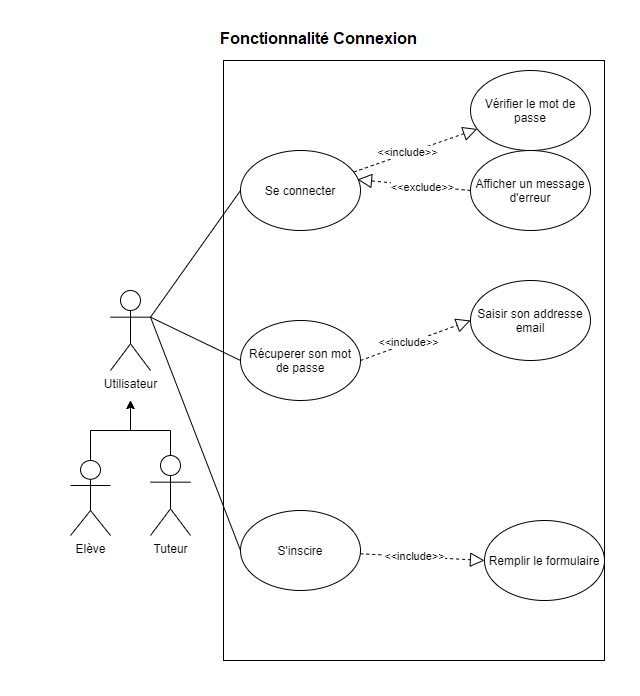 Fonctionnalité Connexion
Vérifier le mot de
passe
<<include>>
Se connecter
<<exclude>>
Afficher un message
d'erreur
Utilisateur
Récuperer son mot
de passe
<<include>>
Saisir son addresse
email
Elève
Tuteur
S'inscire
<<include>>
Remplir le formulaire